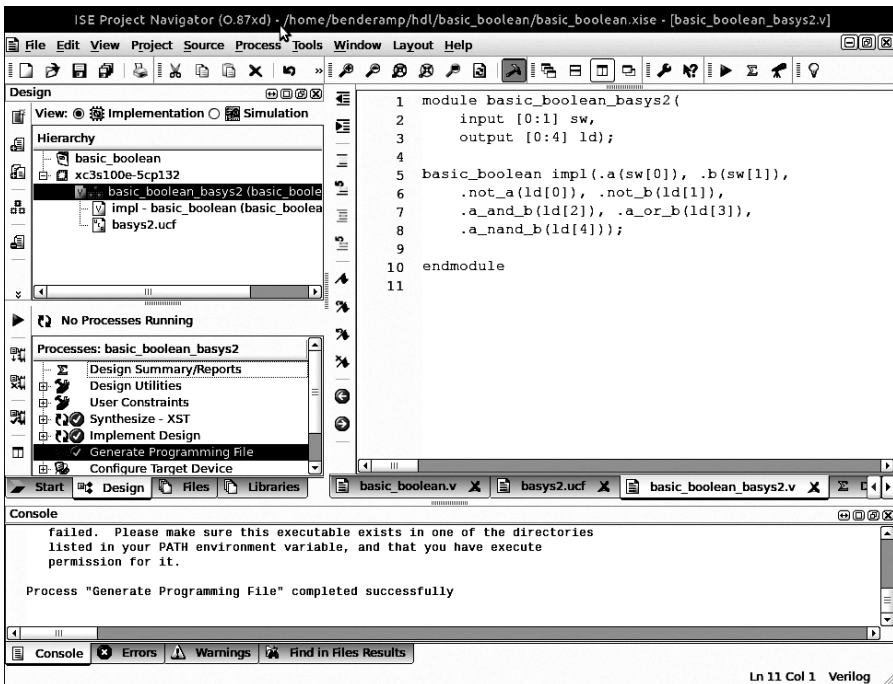 ISE Project Navigator (O.87xd) - /home/benderamp/hdl/basic_boolean/basic_boolean.xise - [basic_boolean_basys2.v]
File Edit View Project Source Process Tools Window Layout Help
Design
View: Implementation Simulation
Hierarchy
basic_boolean
xc3s100e-5cp132
basic_boolean_basys2 (basic_boole
impl - basic_boolean (basic_boolea
basys2.ucf
No Processes Running
Processes: basic_boolean_basys2
Design Summary/Reports
Design Utilities
User Constraints
Synthesize - XST
Implement Design
Generate Programming File
Configure Target Device
Start Design Files Libraries
1 module basic_boolean_basys2(
2 input [0:1] sw,
3 output [0:4] ld);
4
5 basic_boolean impl(.a(sw[0]), .b(sw[1]),
6 .not_a(ld[0]), .not_b(ld[1]),
7 .a_and_b(ld[2]), .a_or_b(ld[3]),
8 .a_nand_b(ld[4]));
9
10 endmodule
11
basic_boolean.v basys2.ucf basic_boolean_basys2.v
Console
failed. Please make sure this executable exists in one of the directories
listed in your PATH environment variable, and that you have execute
permission for it.
Process "Generate Programming File" completed successfully
Console Errors Warnings Find in Files Results
Ln 11 Col 1 Verilog